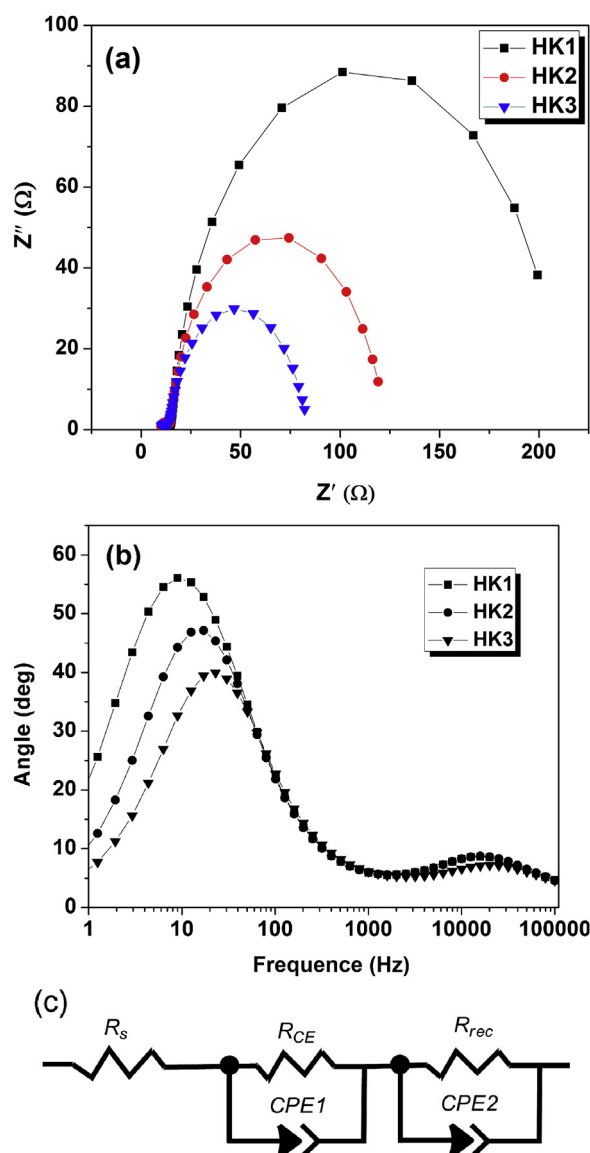 (a)
HK1
HK2
HK3
100
80
60
40
20
0
Z″ (Ω)
0 50 100 150 200
Z′ (Ω)
(b)
HK1
HK2
HK3
60
50
40
30
20
10
0
Angle (deg)
1 10 100 1000 10000 100000
Frequence (Hz)
(c)
Rs
RCE
Rrec
CPE1
CPE2